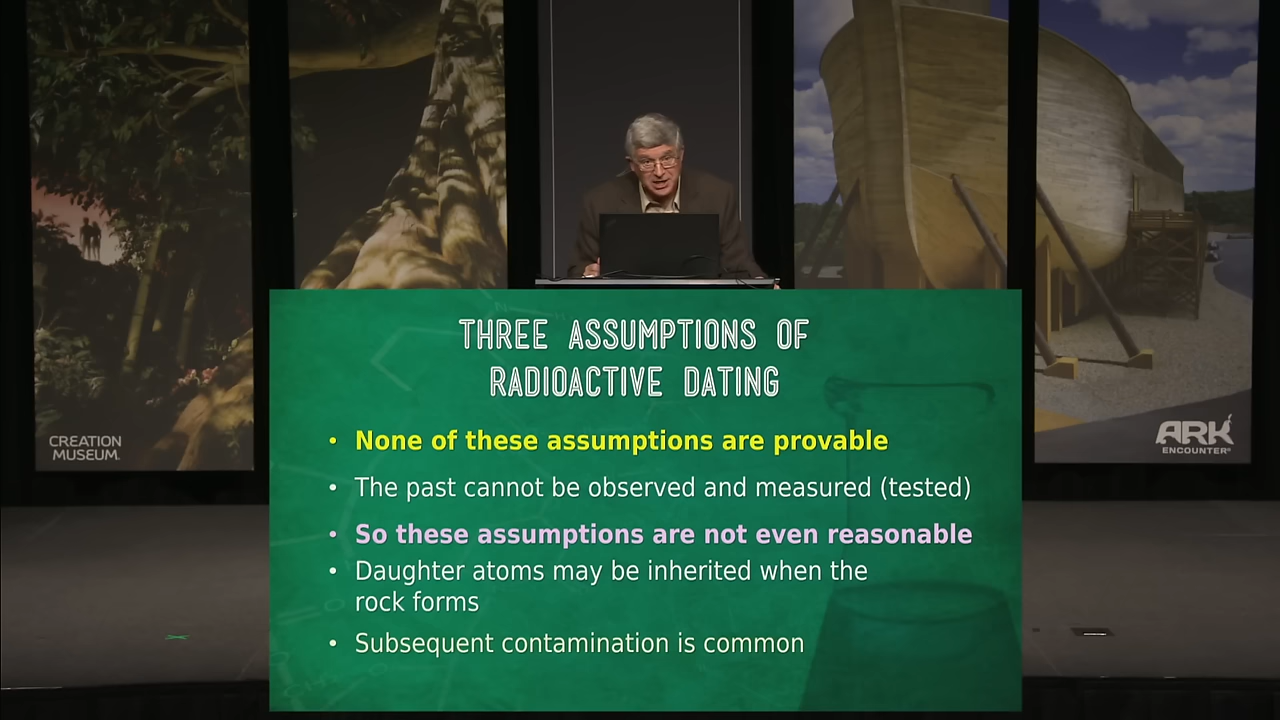 THREE ASSUMPTIONS OF
RADIOACTIVE DATING
• None of these assumptions are provable
• The past cannot be observed and measured (tested)
• So these assumptions are not even reasonable
• Daughter atoms may be inherited when the
rock forms
• Subsequent contamination is common
CREATION
MUSEUM.
ARK
ENCOUNTER®